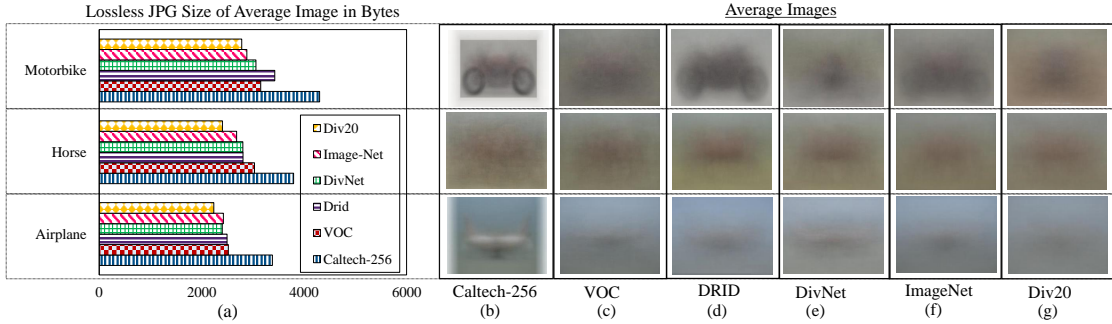 Lossless JPG Size of Average Image in Bytes
Average Images
Motorbike
Horse
Airplane
Div20
Image-Net
DivNet
Drid
VOC
Caltech-256
0 2000 4000 6000
(a)
Caltech-256 VOC DRID DivNet ImageNet Div20
(b) (c) (d) (e) (f) (g)